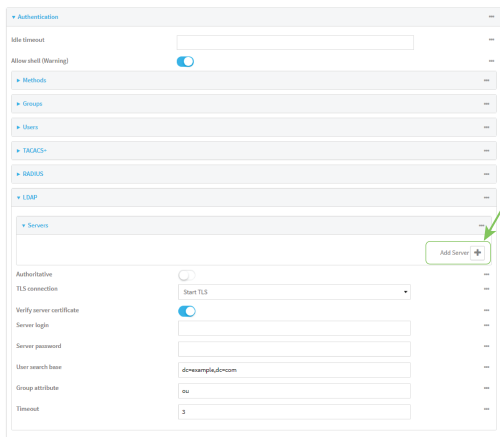 Authentication
Idle timeout
Allow shell (Warning)
Methods
Groups
Users
TACACS+
RADIUS
LDAP
Servers
Add Server
Authoritative
TLS connection
Start TLS
Verify server certificate
Server login
Server password
User search base
dc=example,dc=com
Group attribute
ou
Timeout
3